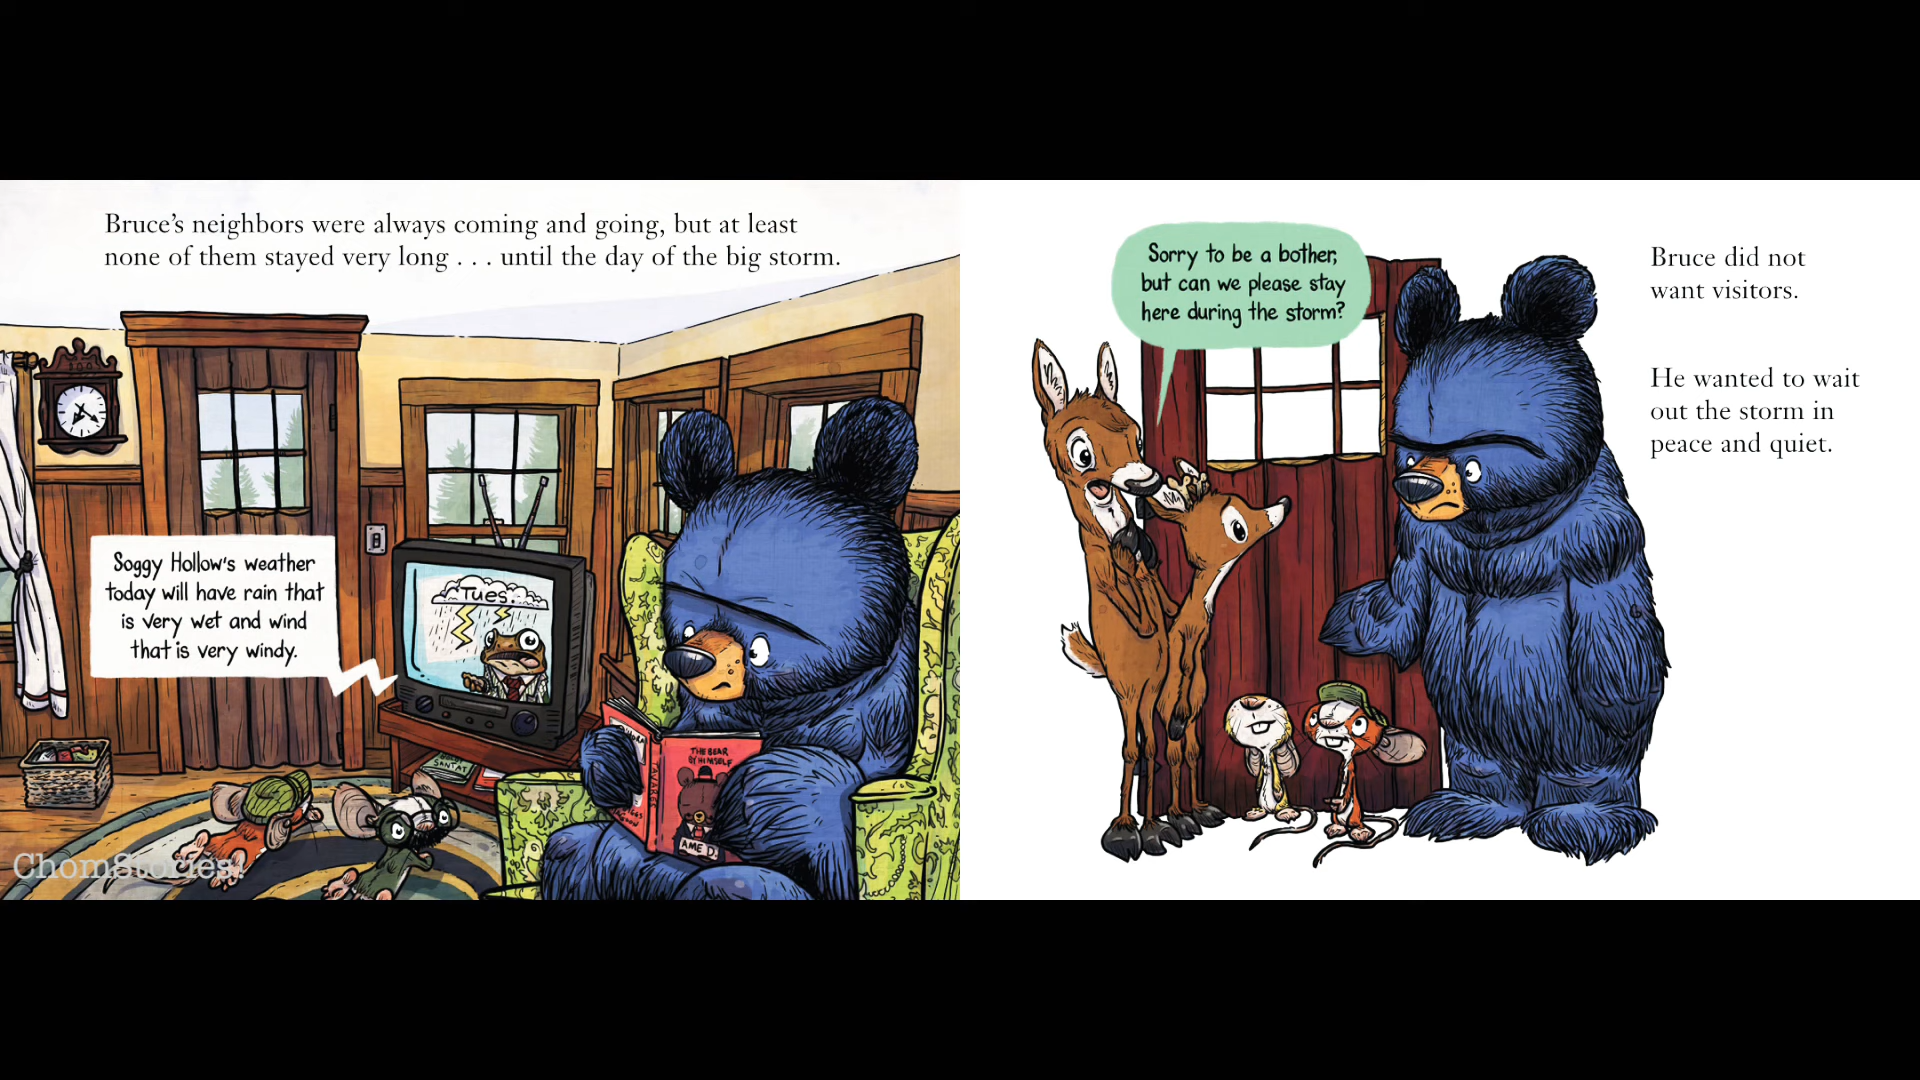 Bruce’s neighbors were always coming and going, but at least
none of them stayed very long . . . until the day of the big storm.
Soggy Hollow's weather
today will have rain that
is very wet and wind
that is very windy.
Tues.
SANTAT
THE BEAR
BY HIMSELF
AME D.
ChomStories!
Sorry to be a bother,
but can we please stay
here during the storm?
Bruce did not
want visitors.
He wanted to wait
out the storm in
peace and quiet.